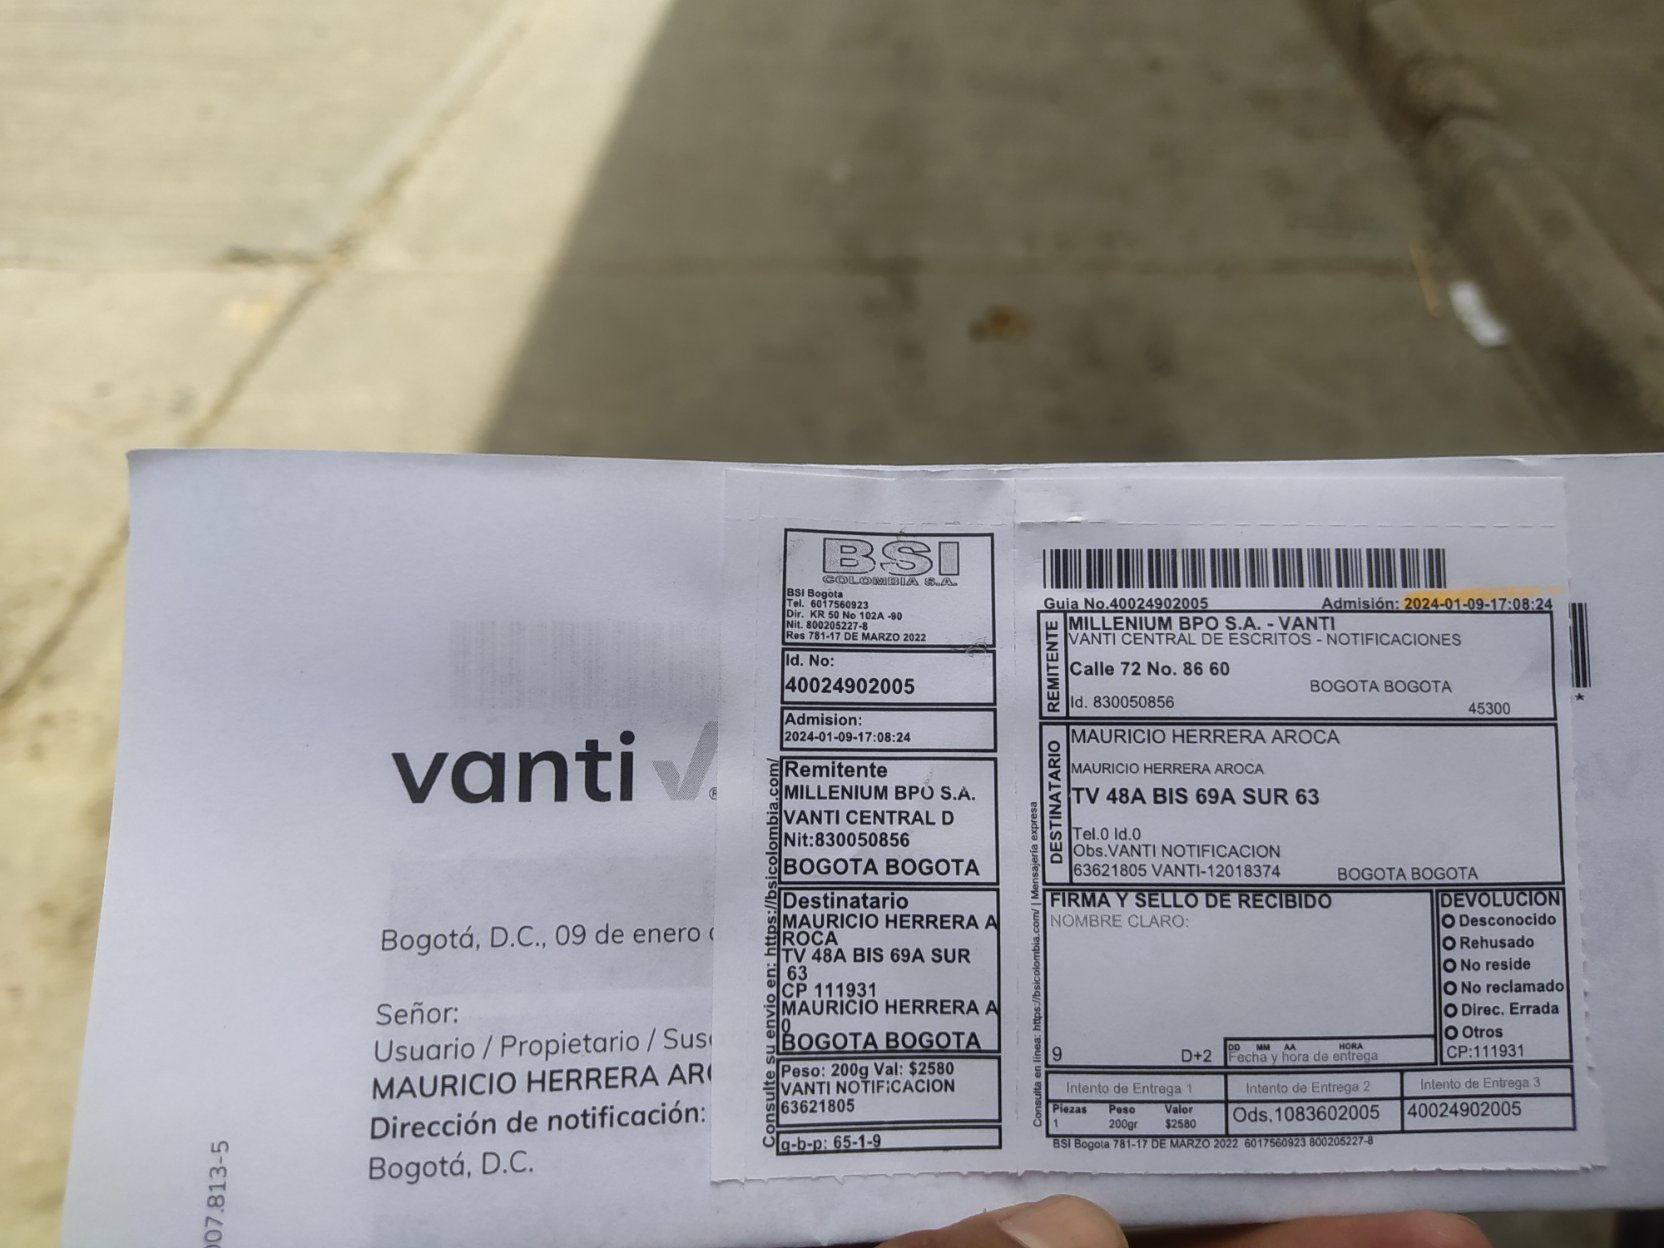 vanti
Bogotá, D.C., 09 de enero
Señor:
Usuario / Propietario / Sus
MAURICIO HERRERA AR
Dirección de notificación:
Bogotá, D.C.
007.813-5
Consulte su envio en: https://bsicolombia.com/
BSI
COLOMBIA S.A.
BSI Bogota
Tel. 6017560923
Dir. KR 50 No 102A -90
Nit. 800205227-8
Res 781-17 DE MARZO 2022
Id. No:
40024902005
Admision:
2024-01-09-17:08:24
Remitente
MILLENIUM BPO S.A.
VANTI CENTRAL D
Nit:830050856
BOGOTA BOGOTA
Destinatario
MAURICIO HERRERA A
ROCA
TV 48A BIS 69A SUR
63
CP 111931
MAURICIO HERRERA A
0
BOGOTA BOGOTA
Peso: 200g Val: $2580
VANTI NOTIFICACION
63621805
q-b-p: 65-1-9
Consulta en línea: https://bsicolombia.com/ | Mensajería expresa
Guia No.40024902005 Admisión: 2024-01-09-17:08:24
REMITENTE
MILLENIUM BPO S.A. - VANTI
VANTI CENTRAL DE ESCRITOS - NOTIFICACIONES
Calle 72 No. 86 60
BOGOTA BOGOTA
Id. 830050856
45300
*
DESTINATARIO
MAURICIO HERRERA AROCA
MAURICIO HERRERA AROCA
TV 48A BIS 69A SUR 63
Tel.0 Id.0
Obs.VANTI NOTIFICACION
63621805 VANTI-12018374 BOGOTA BOGOTA
FIRMA Y SELLO DE RECIBIDO
NOMBRE CLARO:
9 D+2
DD MM AA HORA
Fecha y hora de entrega
DEVOLUCION
Desconocido
Rehusado
No reside
No reclamado
Direc. Errada
Otros
CP:111931
Intento de Entrega 1 Intento de Entrega 2 Intento de Entrega 3
Piezas Peso Valor
1 200gr $2580
Ods.1083602005 40024902005
BSI Bogota 781-17 DE MARZO 2022 6017560923 800205227-8